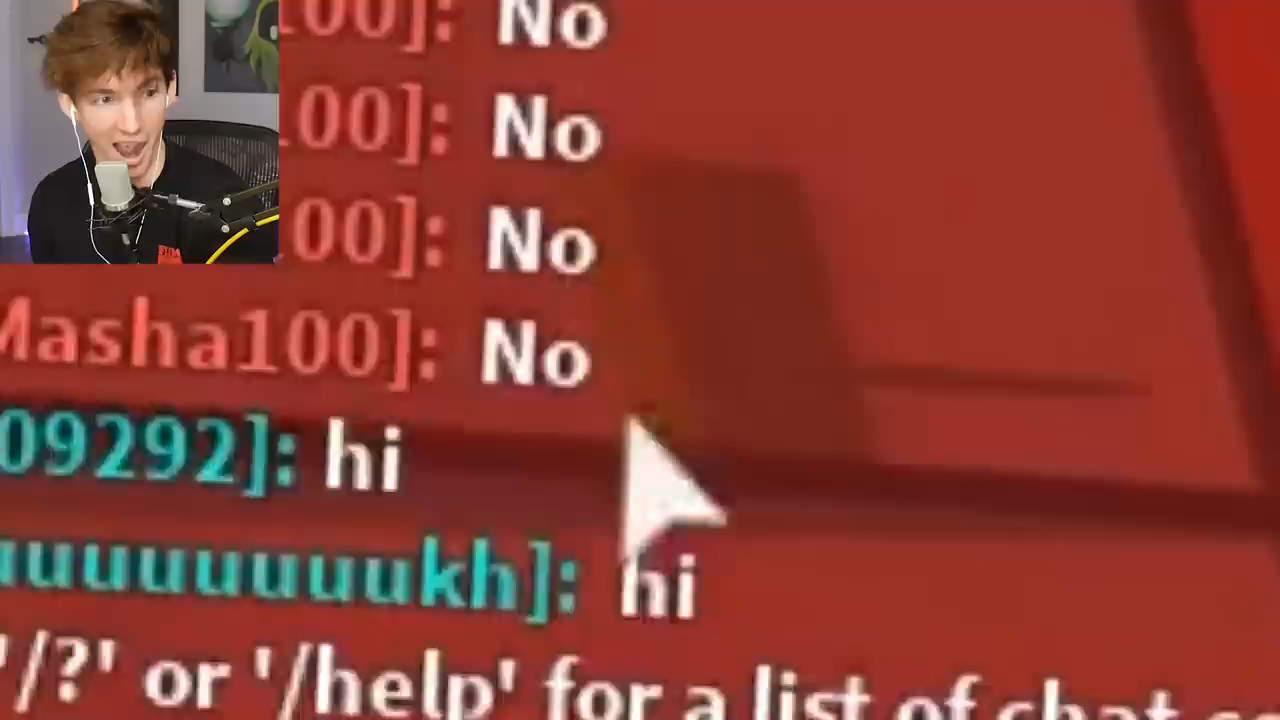 00]: No
00]: No
00]: No
Masha100]: No
09292]: hi
uuuuuuuukh]: hi
'/?' or '/help' for a list of chat